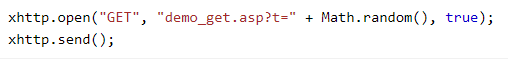 xhttp.open("GET", "demo_get.asp?t=" + Math.random(), true);
xhttp.send();